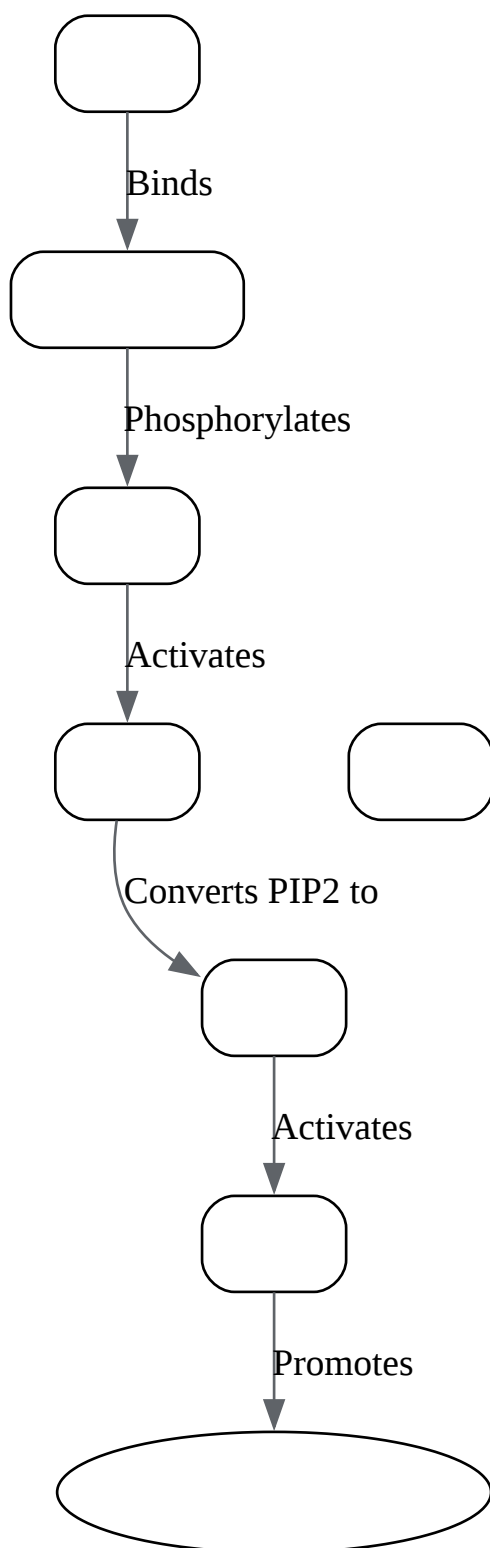 Binds
Phosphorylates
Activates
Converts PIP2 to
Activates
Promotes